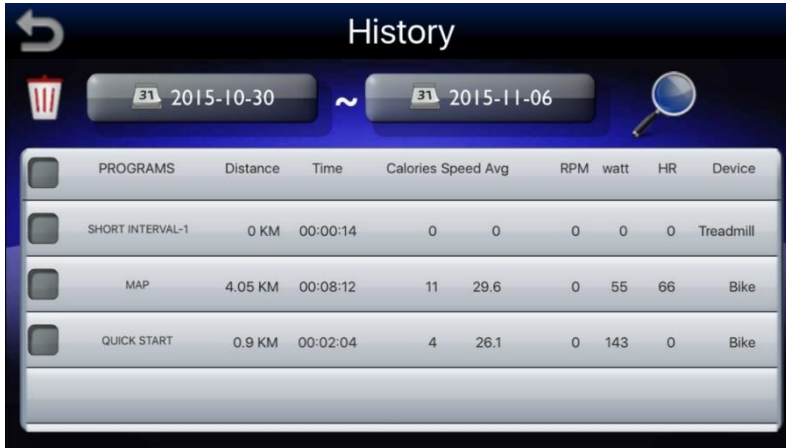 History
31 2015-10-30 ~ 31 2015-11-06
PROGRAMS Distance Time Calories Speed Avg RPM watt HR Device
SHORT INTERVAL-1 0 KM 00:00:14 0 0 0 0 0 Treadmill
MAP 4.05 KM 00:08:12 11 29.6 0 55 66 Bike
QUICK START 0.9 KM 00:02:04 4 26.1 0 143 0 Bike